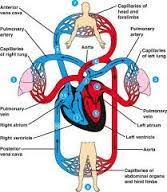 Anterior
vena cava
Pulmonary
artery
Capillaries
of right lung
Pulmonary
vein
Right atrium
Right ventricle
Posterior
vena cava
Capillaries of
head and
forelimbs
Pulmonary
artery
Capillaries
of left lung
Aorta
Pulmonary
vein
Left atrium
Left ventricle
Aorta
Capillaries of
abdominal organs
and hind limbs